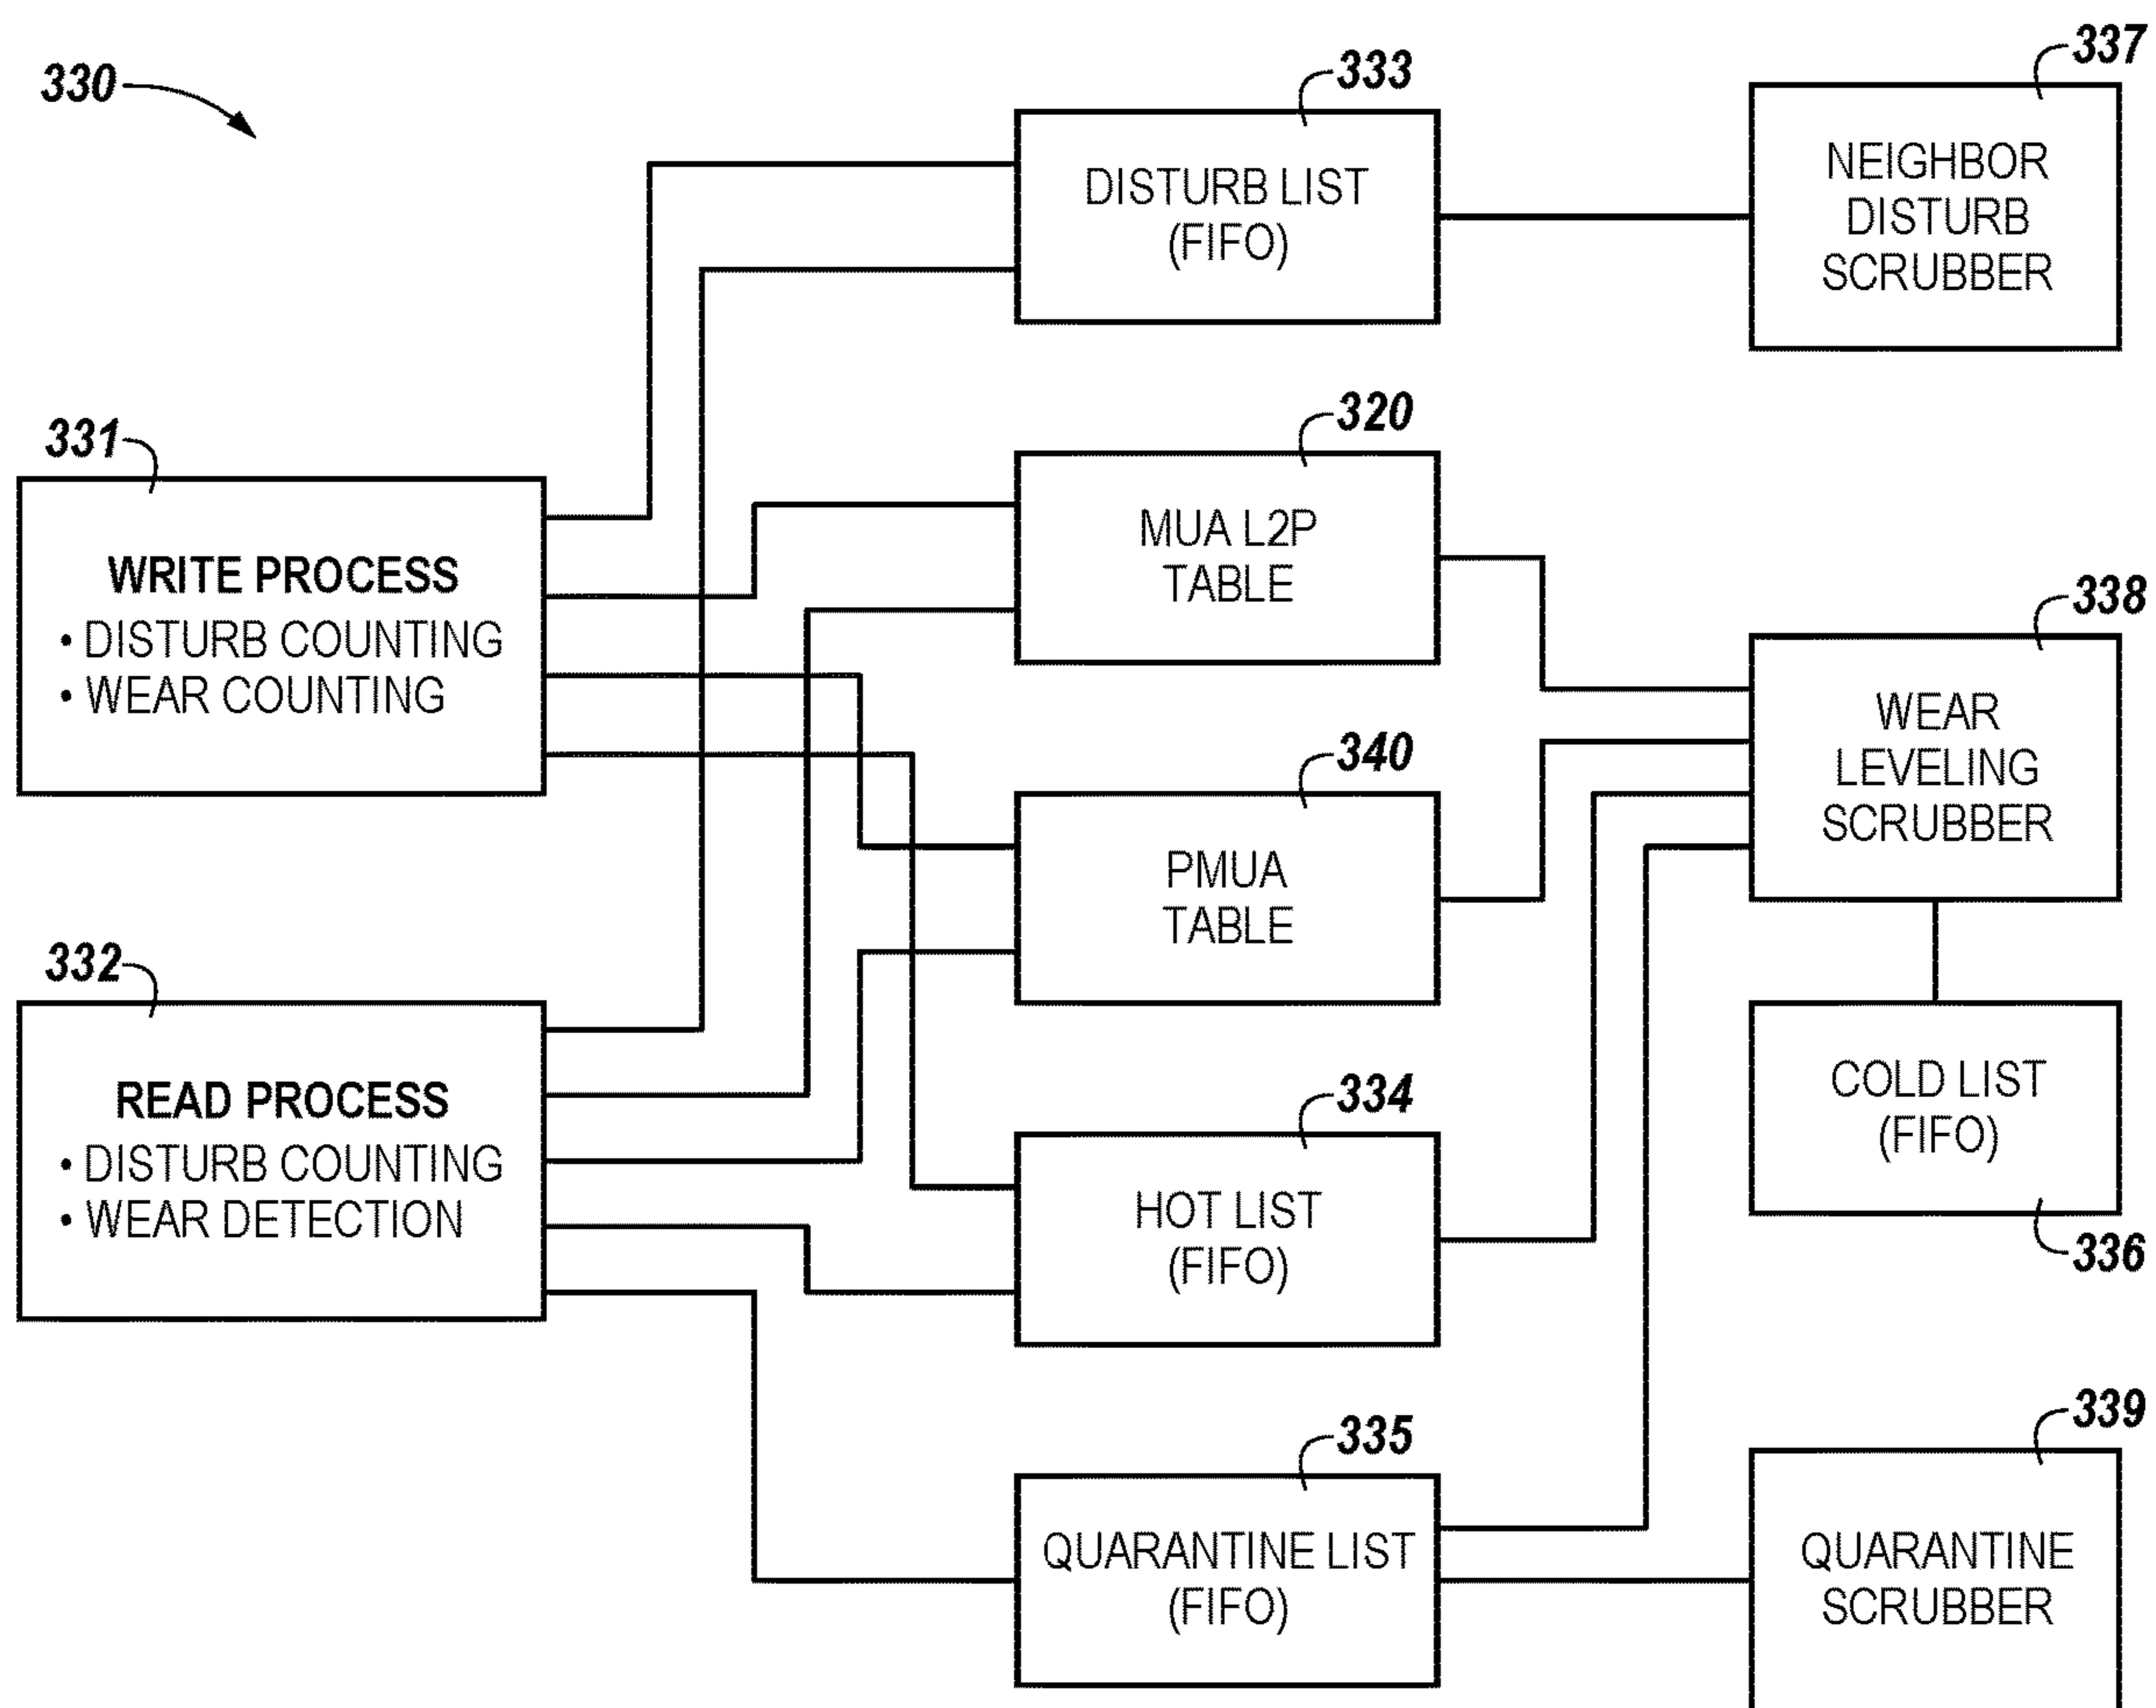 330
331
WRITE PROCESS
• DISTURB COUNTING
• WEAR COUNTING
332
READ PROCESS
• DISTURB COUNTING
• WEAR DETECTION
333
DISTURB LIST
(FIFO)
320
MUA L2P
TABLE
340
PMUA
TABLE
334
HOT LIST
(FIFO)
335
QUARANTINE LIST
(FIFO)
337
NEIGHBOR
DISTURB
SCRUBBER
338
WEAR
LEVELING
SCRUBBER
COLD LIST
(FIFO)
336
339
QUARANTINE
SCRUBBER